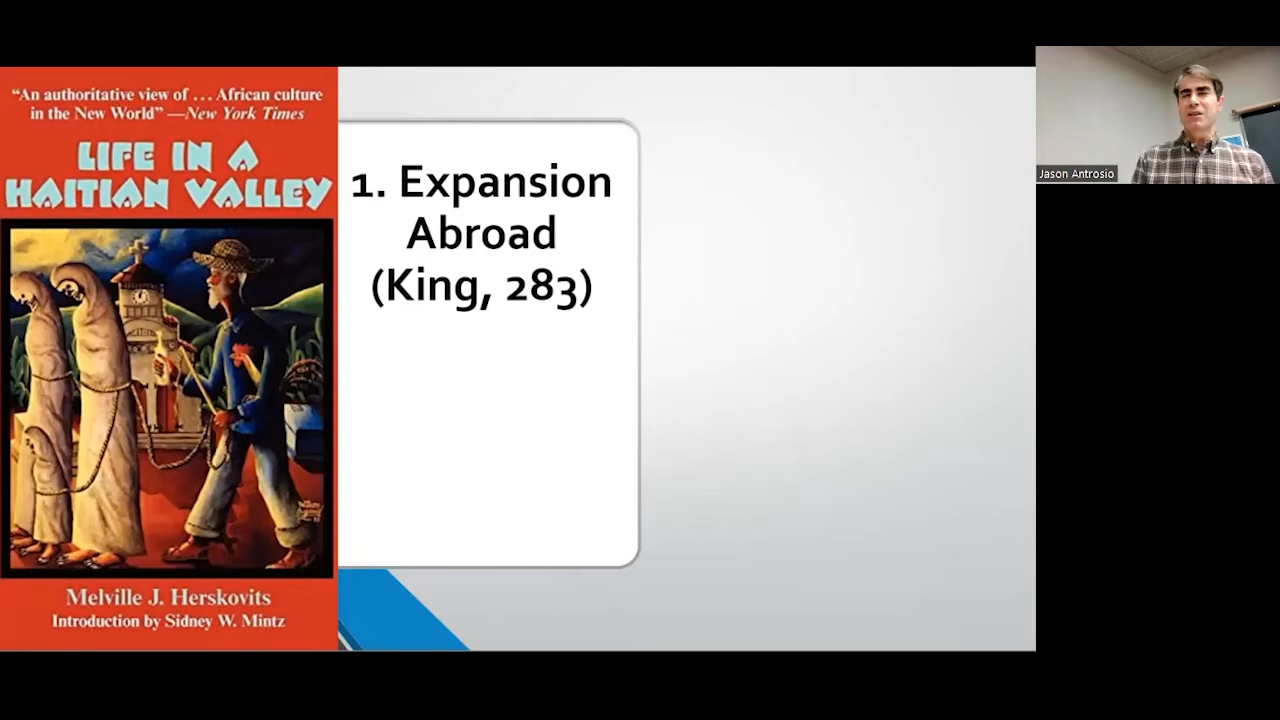 “An authoritative view of ... African culture
in the New World” —New York Times
LIFE IN A
HAITIAN VALLEY
Melville J. Herskovits
Introduction by Sidney W. Mintz
1. Expansion
Abroad
(King, 283)
Jason Antrosio